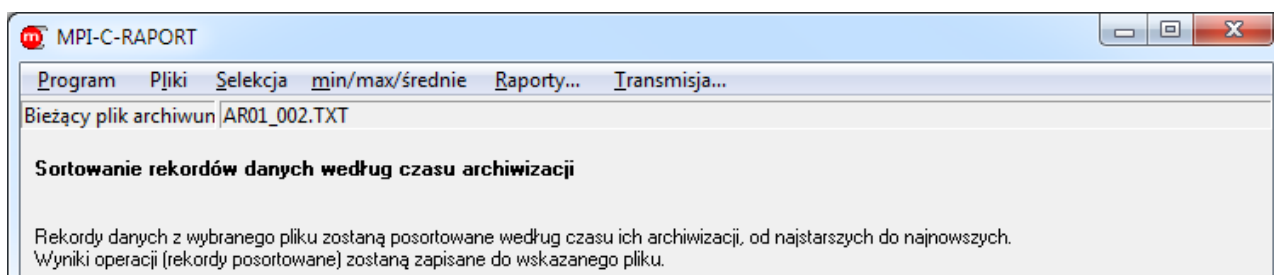 MPI-C-RAPORT
Program Pliki Selekcja min/max/średnie Raporty... Transmisja...
Bieżący plik archiwun AR01_002.TXT
Sortowanie rekordów danych według czasu archiwizacji
Rekordy danych z wybranego pliku zostaną posortowane według czasu ich archiwizacji, od najstarszych do najnowszych.
Wyniki operacji (rekordy posortowane) zostaną zapisane do wskazanego pliku.